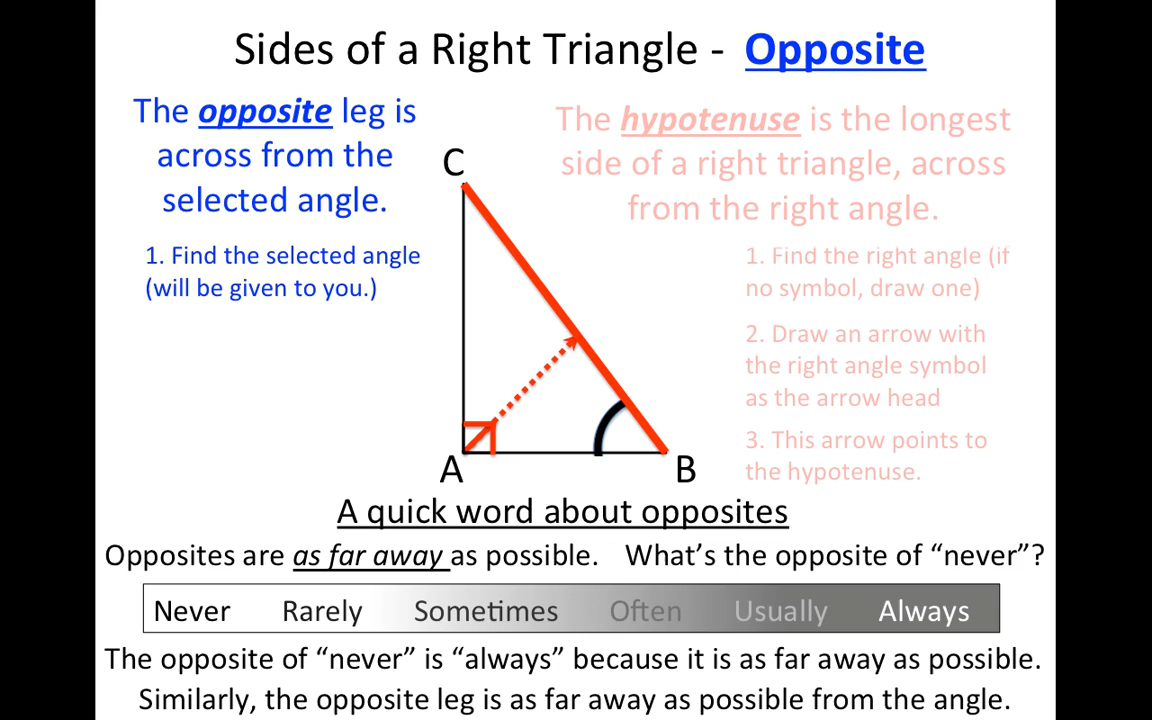 Sides of a Right Triangle - Opposite
The opposite leg is
across from the
selected angle.
1. Find the selected angle
(will be given to you.)
The hypotenuse is the longest
side of a right triangle, across
from the right angle.
1. Find the right angle (if
no symbol, draw one)
2. Draw an arrow with
the right angle symbol
as the arrow head
3. This arrow points to
the hypotenuse.
C
A
B
A quick word about opposites
Opposites are as far away as possible. What’s the opposite of “never”?
Never Rarely Sometimes Often Usually Always
The opposite of “never” is “always” because it is as far away as possible.
Similarly, the opposite leg is as far away as possible from the angle.